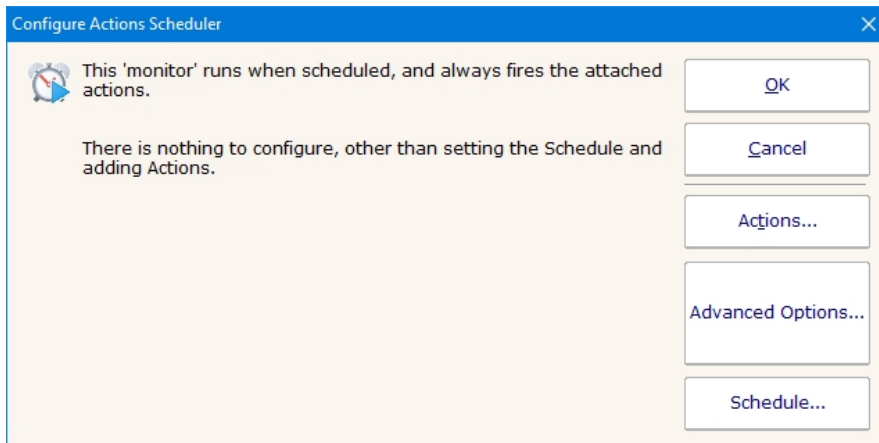 Configure Actions Scheduler
This 'monitor' runs when scheduled, and always fires the attached
actions.
There is nothing to configure, other than setting the Schedule and
adding Actions.
OK
Cancel
Actions...
Advanced Options...
Schedule...